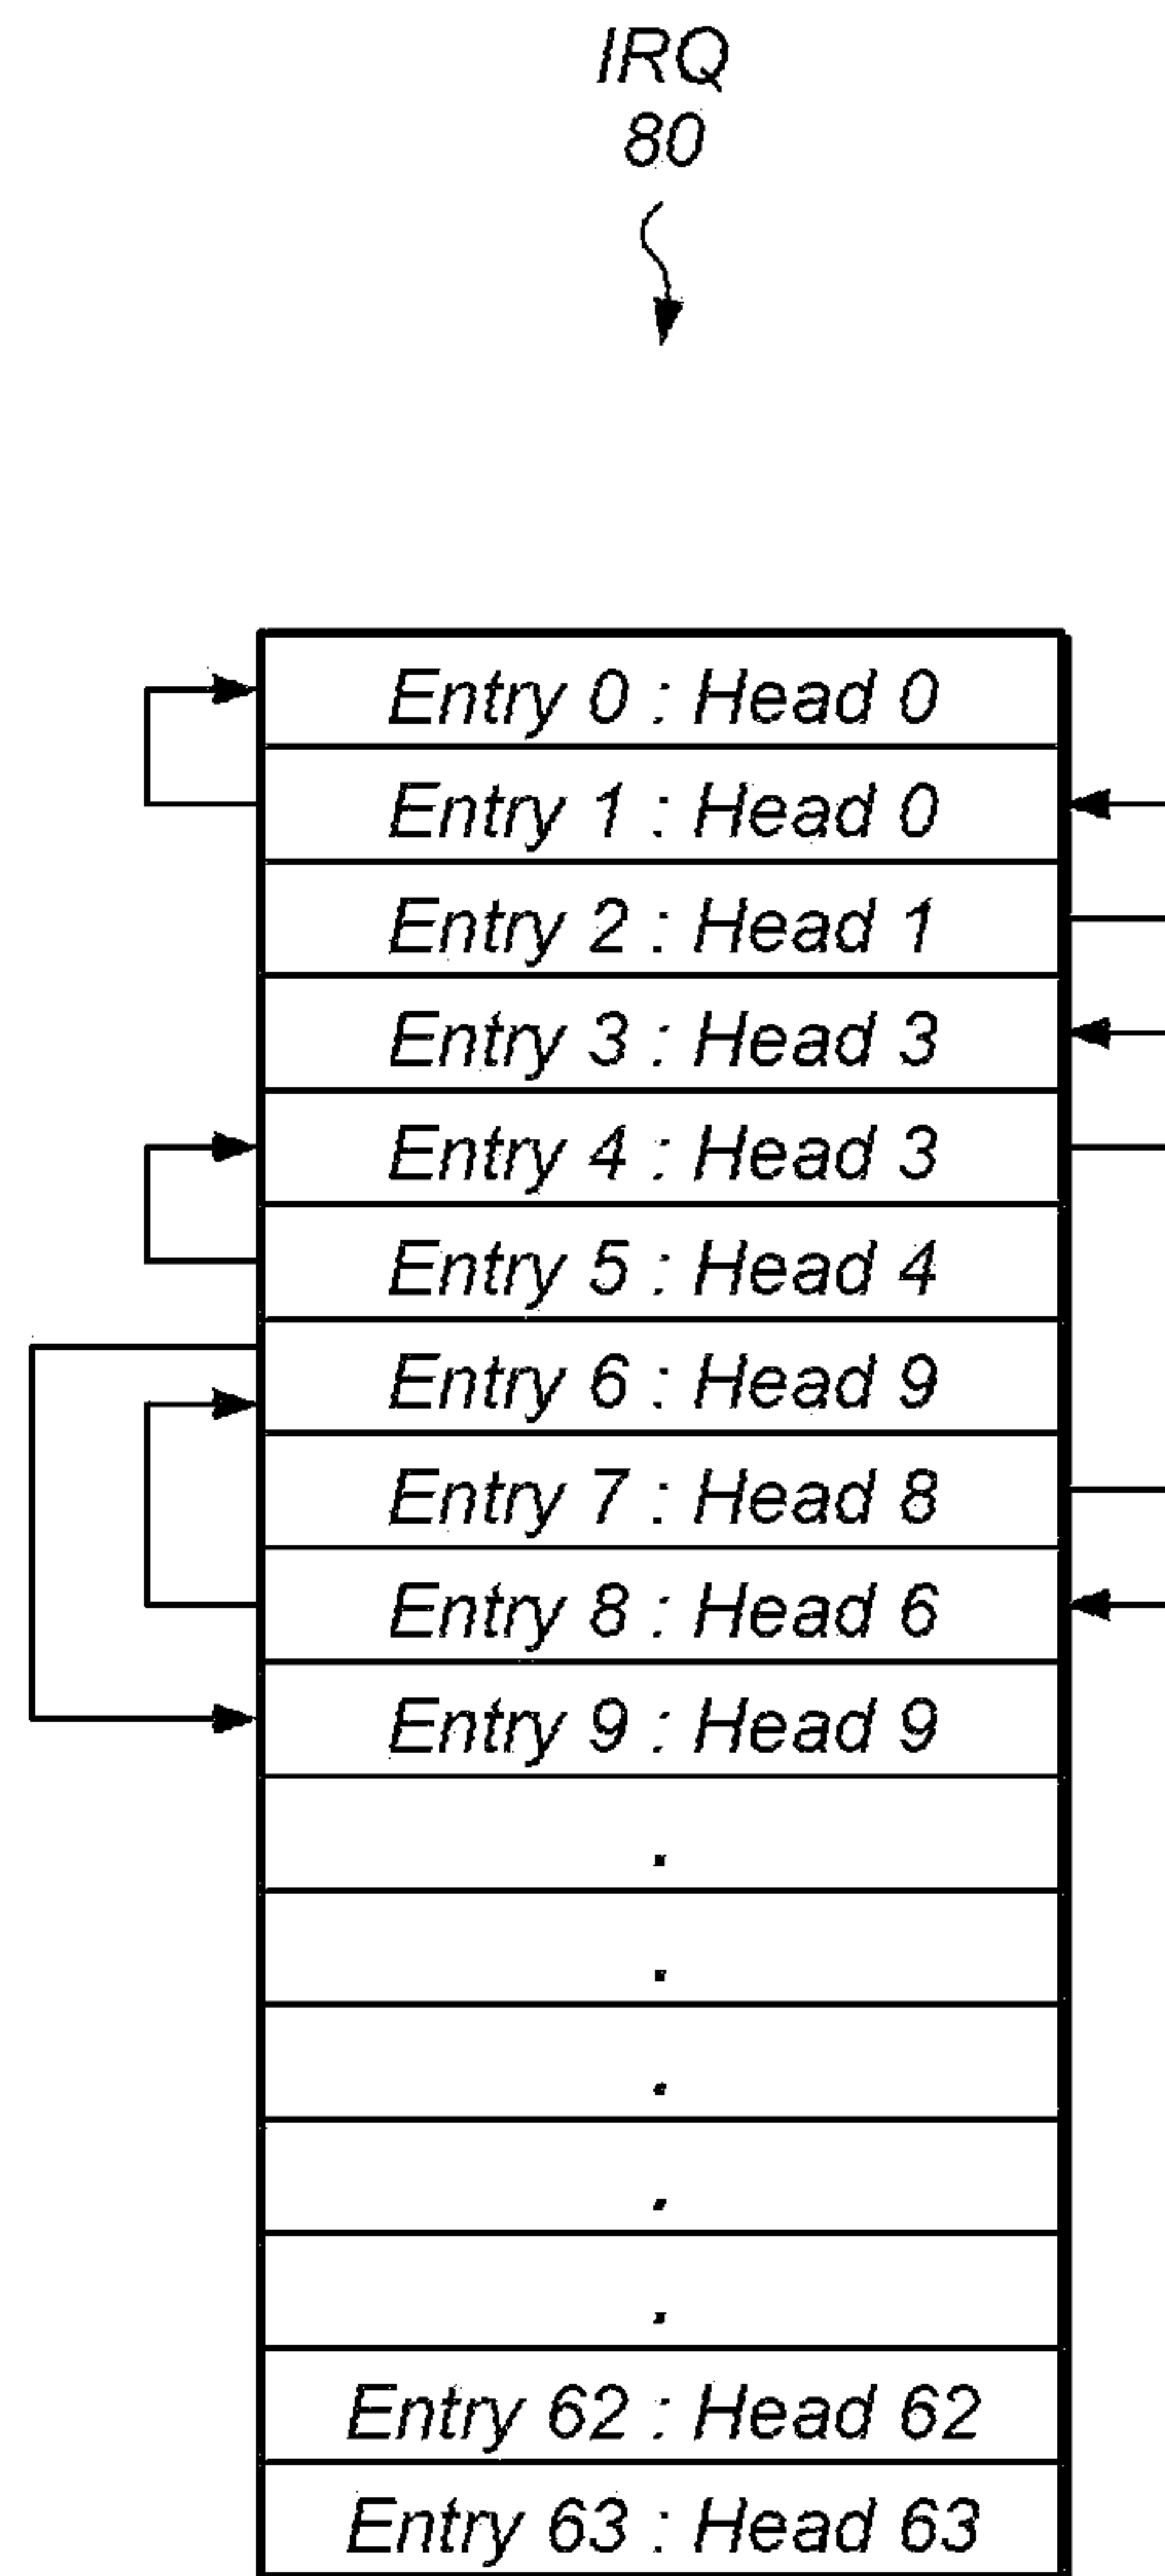 IRQ
80
Entry 0 : Head 0
Entry 1 : Head 0
Entry 2 : Head 1
Entry 3 : Head 3
Entry 4 : Head 3
Entry 5 : Head 4
Entry 6 : Head 9
Entry 7 : Head 8
Entry 8 : Head 6
Entry 9 : Head 9
.
.
.
.
.
Entry 62 : Head 62
Entry 63 : Head 63